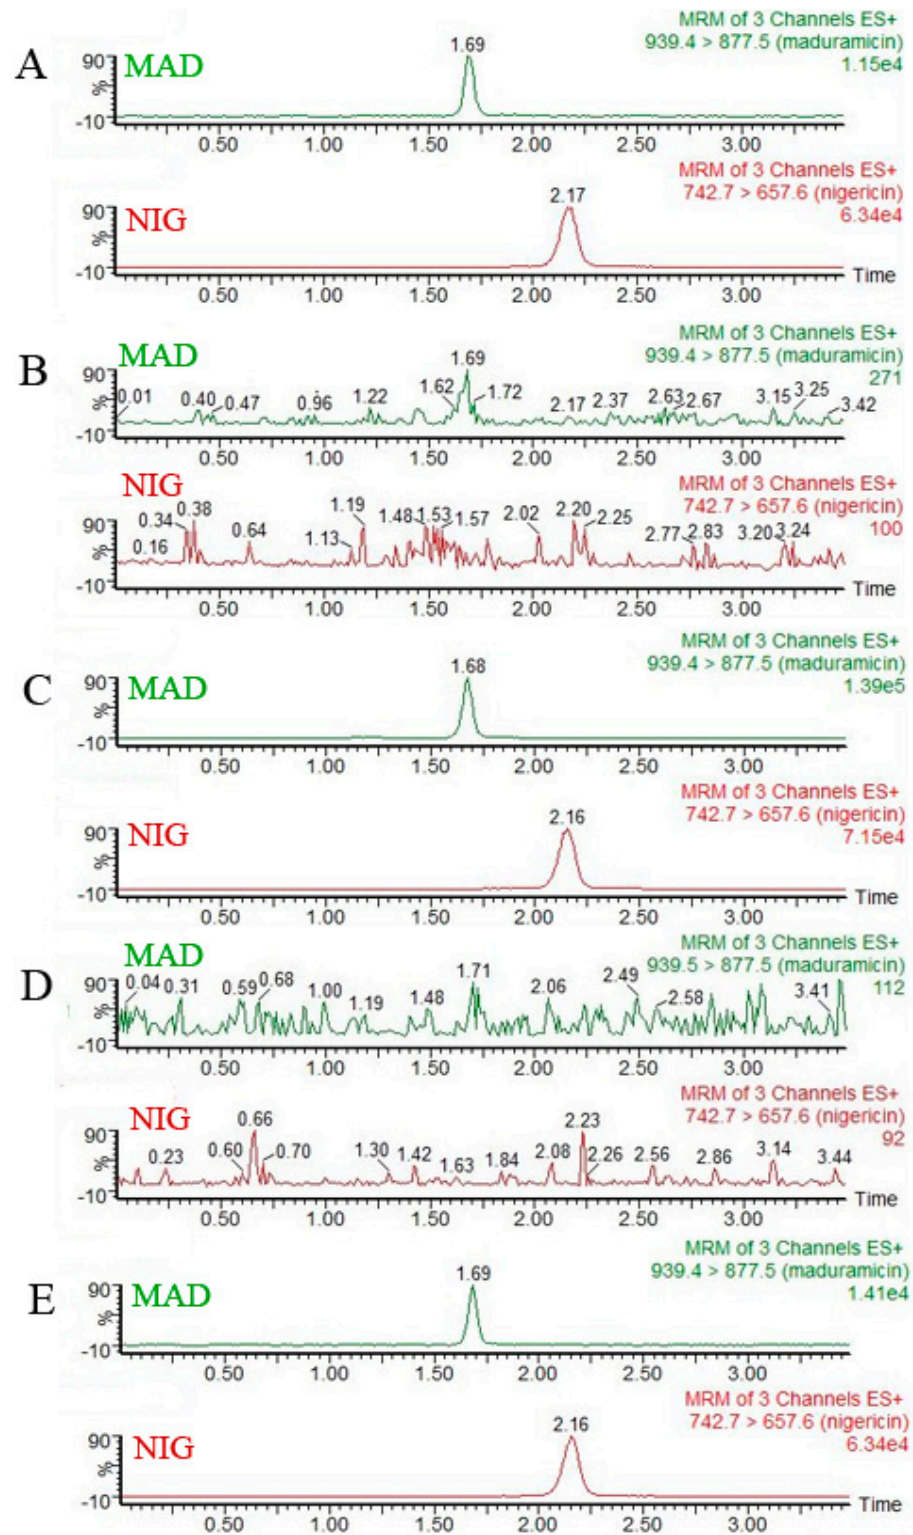 MRM of 3 Channels ES+
A
MAD
1.69
939.4 > 877.5 (maduramicin)
1.15e4
90
%
-10
0.50 1.00 1.50 2.00 2.50 3.00
MRM of 3 Channels ES+
NIG
2.17
742.7 > 657.6 (nigericin)
6.34e4
90
%
-10
Time
0.50 1.00 1.50 2.00 2.50 3.00
MRM of 3 Channels ES+
B
MAD
1.69
939.4 > 877.5 (maduramicin)
271
90
%
-10
0.01 0.40 0.47 0.96 1.22 1.62 1.72 2.17 2.37 2.63 2.67 3.15 3.25 3.42
0.50 1.00 1.50 2.00 2.50 3.00
NIG
MRM of 3 Channels ES+
742.7 > 657.6 (nigericin)
100
90
%
-10
0.16 0.34 0.38 0.64 1.13 1.19 1.48 1.53 1.57 2.02 2.20 2.25 2.77 2.83 3.20 3.24
Time
0.50 1.00 1.50 2.00 2.50 3.00
MRM of 3 Channels ES+
C
MAD
1.68
939.4 > 877.5 (maduramicin)
1.39e5
90
%
-10
0.50 1.00 1.50 2.00 2.50 3.00
MRM of 3 Channels ES+
NIG
2.16
742.7 > 657.6 (nigericin)
7.15e4
90
%
-10
Time
0.50 1.00 1.50 2.00 2.50 3.00
MRM of 3 Channels ES+
D
MAD
939.5 > 877.5 (maduramicin)
112
90
%
-10
0.04 0.31 0.59 0.68 1.00 1.19 1.48 1.71 2.06 2.49 2.58 3.41
0.50 1.00 1.50 2.00 2.50 3.00
MRM of 3 Channels ES+
NIG
742.7 > 657.6 (nigericin)
92
90
%
-10
0.23 0.60 0.66 0.70 1.30 1.42 1.63 1.84 2.08 2.23 2.26 2.56 2.86 3.14 3.44
Time
0.50 1.00 1.50 2.00 2.50 3.00
MRM of 3 Channels ES+
E
MAD
1.69
939.4 > 877.5 (maduramicin)
1.41e4
90
%
-10
0.50 1.00 1.50 2.00 2.50 3.00
MRM of 3 Channels ES+
NIG
2.16
742.7 > 657.6 (nigericin)
6.34e4
90
%
-10
Time
0.50 1.00 1.50 2.00 2.50 3.00